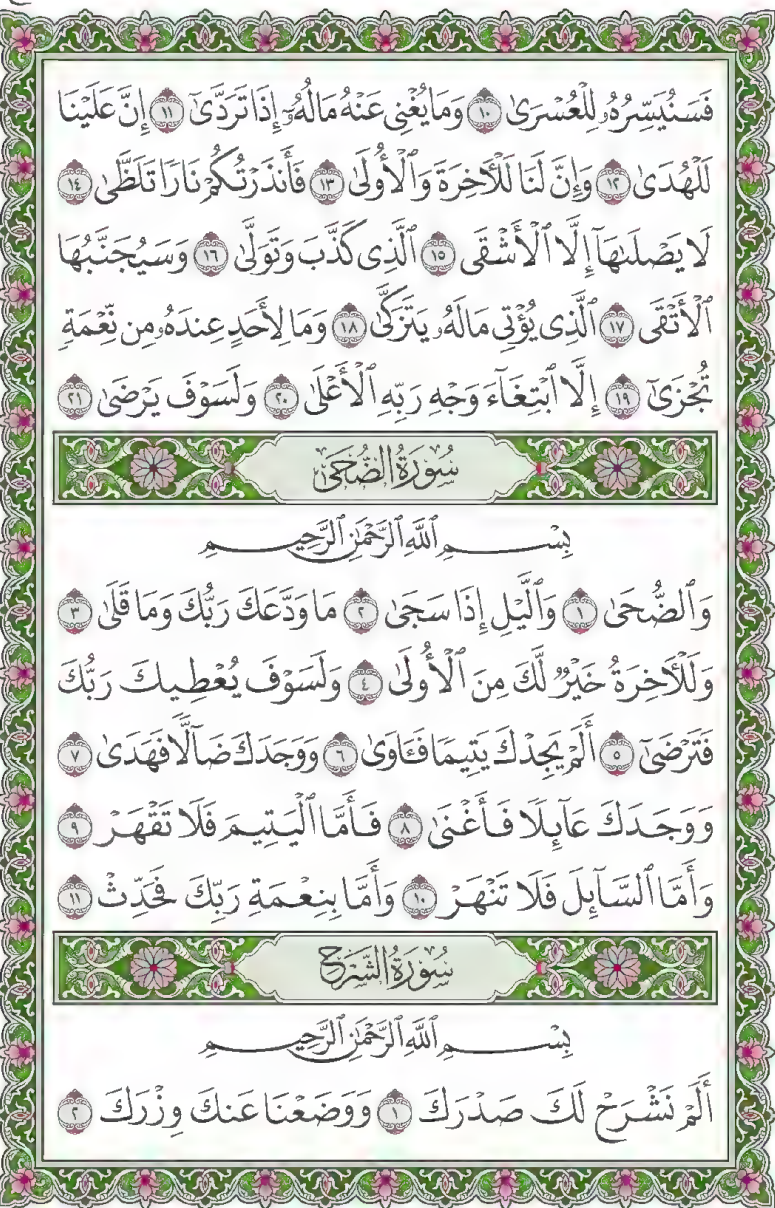 فَسَنُيَسِّرُهُۥ لِلْعُسْرَىٰ ١٠ وَمَا يُغْنِى عَنْهُ مَالُهُۥٓ إِذَا تَرَدَّىٰٓ ١١ إِنَّ عَلَيْنَا
لَلْهُدَىٰ ١٢ وَإِنَّ لَنَا لَلْـَٔاخِرَةَ وَٱلْأُولَىٰ ١٣ فَأَنذَرْتُكُمْ نَارًا تَلَظَّىٰ ١٤
لَا يَصْلَىٰهَآ إِلَّا ٱلْأَشْقَى ١٥ ٱلَّذِى كَذَّبَ وَتَوَلَّىٰ ١٦ وَسَيُجَنَّبُهَا
ٱلْأَتْقَى ١٧ ٱلَّذِى يُؤْتِى مَالَهُۥ يَتَزَكَّىٰ ١٨ وَمَا لِأَحَدٍ عِندَهُۥ مِن نِّعْمَةٍ
تُجْزَىٰٓ ١٩ إِلَّا ٱبْتِغَآءَ وَجْهِ رَبِّهِ ٱلْأَعْلَىٰ ٢٠ وَلَسَوْفَ يَرْضَىٰ ٢١
سُورَةُ الضُّحَىٰ
بِسْمِ ٱللَّهِ ٱلرَّحْمَٰنِ ٱلرَّحِيمِ
وَٱلضُّحَىٰ ١ وَٱلَّيْلِ إِذَا سَجَىٰ ٢ مَا وَدَّعَكَ رَبُّكَ وَمَا قَلَىٰ ٣
وَلَلْـَٔاخِرَةُ خَيْرٌ لَّكَ مِنَ ٱلْأُولَىٰ ٤ وَلَسَوْفَ يُعْطِيكَ رَبُّكَ
فَتَرْضَىٰٓ ٥ أَلَمْ يَجِدْكَ يَتِيمًا فَـَٔاوَىٰ ٦ وَوَجَدَكَ ضَآلًّا فَهَدَىٰ ٧
وَوَجَدَكَ عَآئِلًا فَأَغْنَىٰ ٨ فَأَمَّا ٱلْيَتِيمَ فَلَا تَقْهَرْ ٩
وَأَمَّا ٱلسَّآئِلَ فَلَا تَنْهَرْ ١٠ وَأَمَّا بِنِعْمَةِ رَبِّكَ فَحَدِّثْ ١١
سُورَةُ الشَّرْحِ
بِسْمِ ٱللَّهِ ٱلرَّحْمَٰنِ ٱلرَّحِيمِ
أَلَمْ نَشْرَحْ لَكَ صَدْرَكَ ١ وَوَضَعْنَا عَنكَ وِزْرَكَ ٢